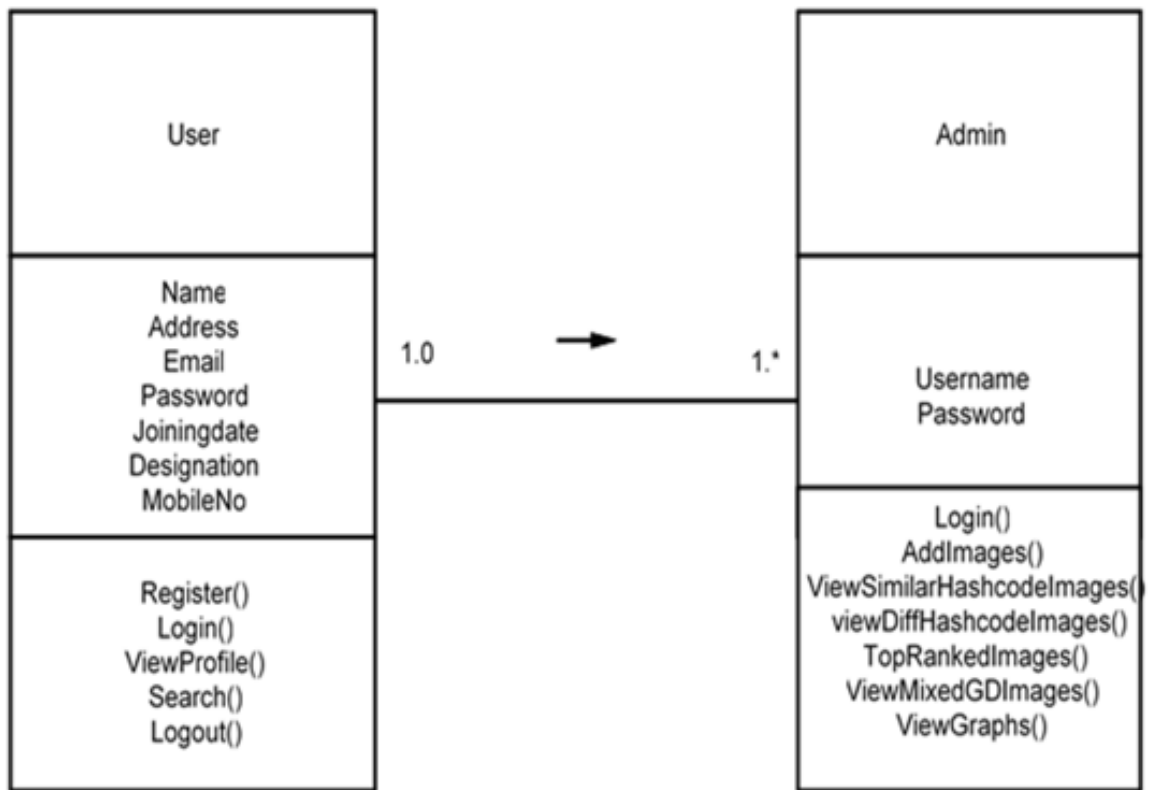 User
Name
Address
Email
Password
Joiningdate
Designation
MobileNo
Register()
Login()
ViewProfile()
Search()
Logout()
1.0
1.*
Admin
Username
Password
Login()
AddImages()
ViewSimilarHashcodeImages()
viewDiffHashcodeImages()
TopRankedImages()
ViewMixedGDImages()
ViewGraphs()